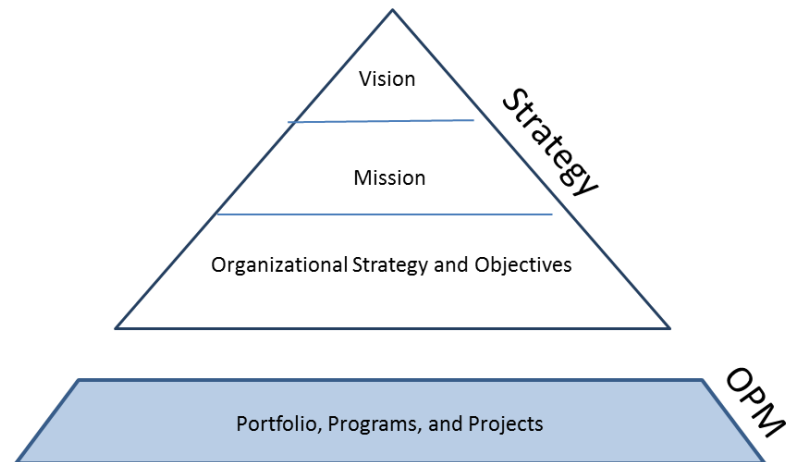 Vision
Strategy
Mission
Organizational Strategy and Objectives
OPM
Portfolio, Programs, and Projects